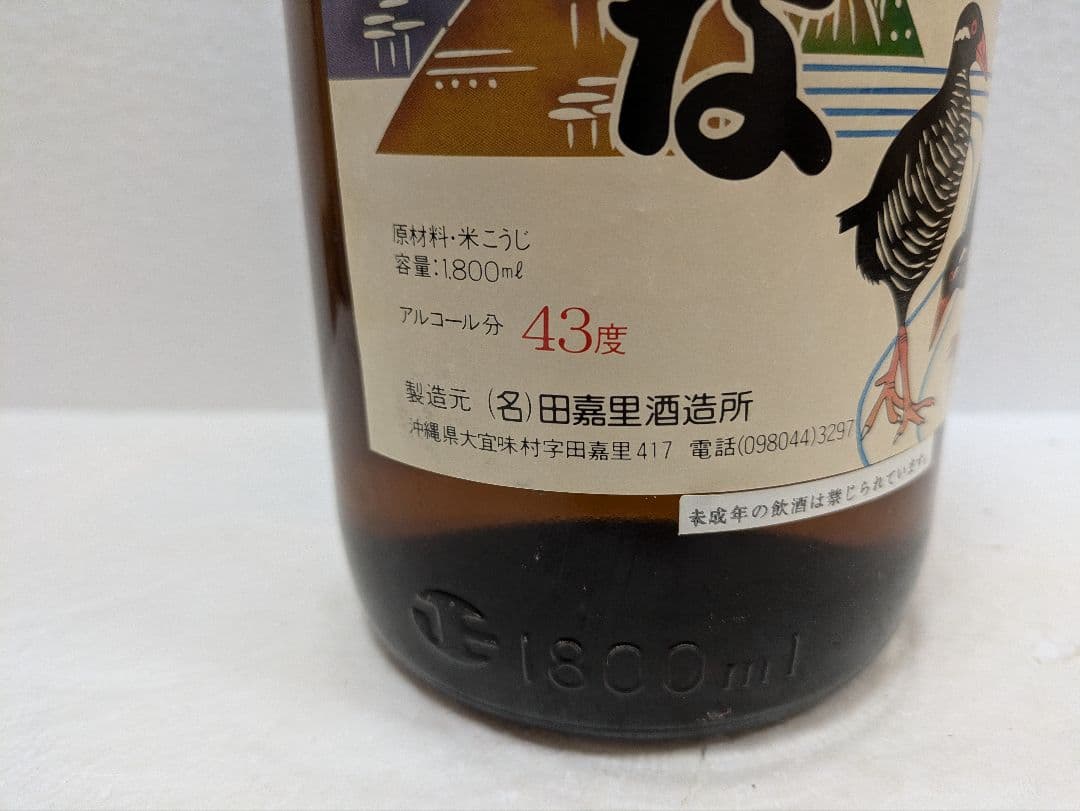 な
原材料・米こうじ
容量:1.800ml
アルコール分 43度
製造元 (名)田嘉里酒造所
沖縄県大宜味村字田嘉里417 電話(098044)3297
未成年の飲酒は禁じられています。
正 1800ml